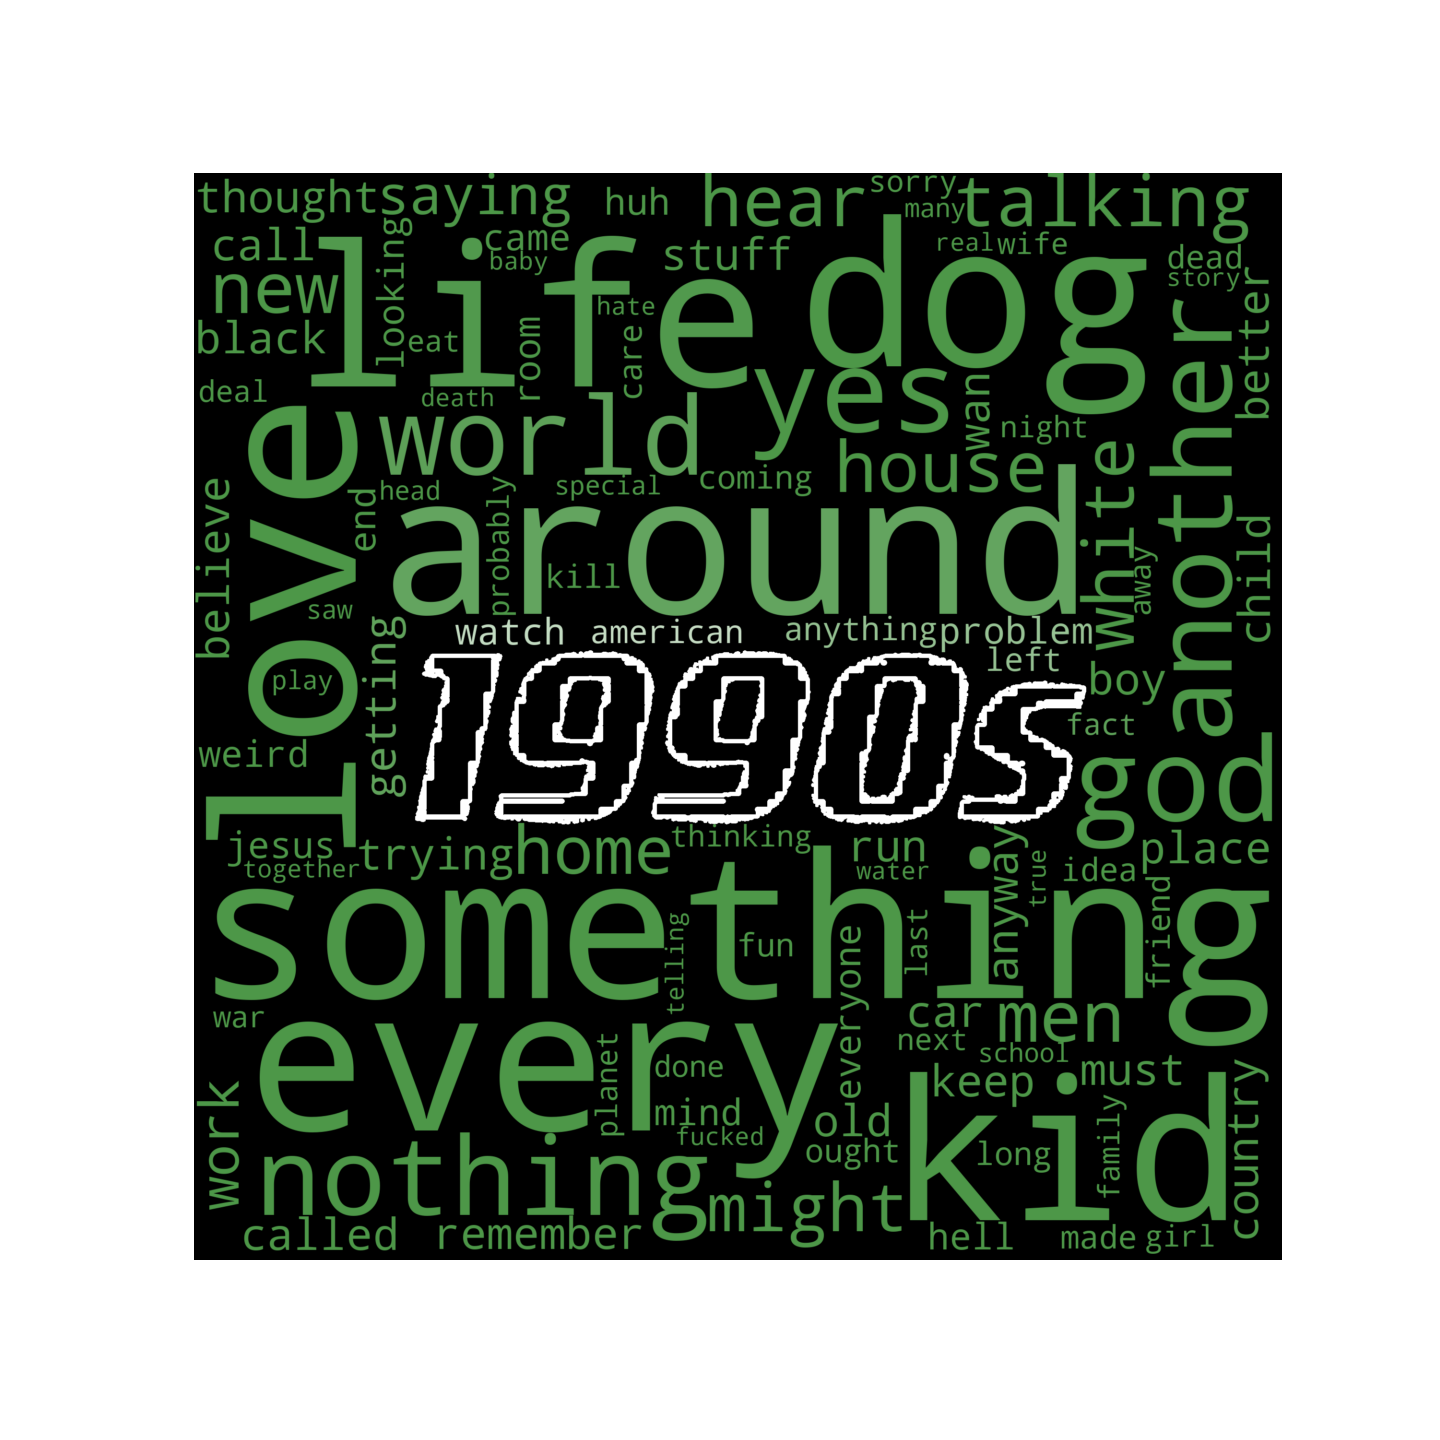 thought saying huh hear sorry talking
many
call life came stuff dog real wife dead
baby story
new looking hate better
black eat room care yes another
deal death wan night
love world house white
believe head special coming
end around probably
saw kill away child
getting watch american anything problem
left
play 1990s boy
fact
weird god
jesus trying home thinking run anyway idea place
together water true
something telling fun last friend
war everyone car men
every next
planet done school keep must
work mind old kid country
fucked ought long family
nothing might
called remember hell made girl